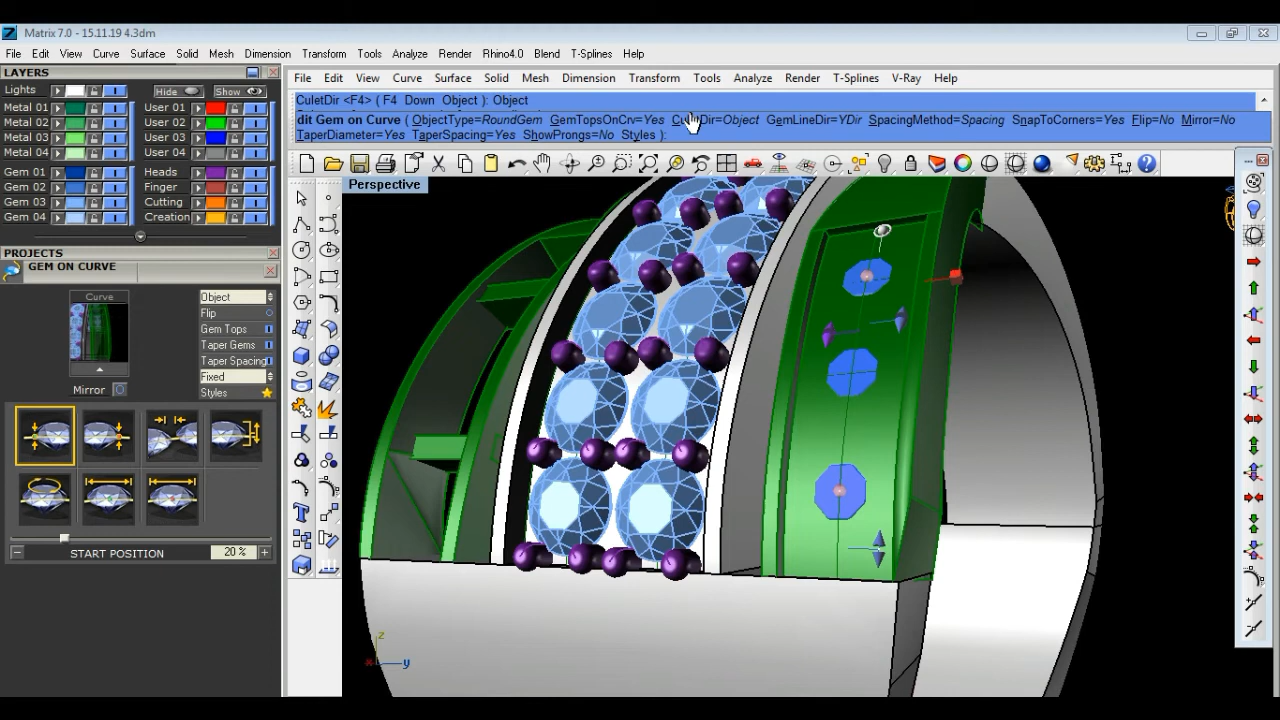 Matrix 7.0 - 15.11.19 4.3dm
File Edit View Curve Surface Solid Mesh Dimension Transform Tools Analyze Render Rhino4.0 Blend T-Splines Help
LAYERS
Lights Hide Show
Metal 01 User 01
Metal 02 User 02
Metal 03 User 03
Metal 04 User 04
Gem 01 Heads
Gem 02 Finger
Gem 03 Cutting
Gem 04 Creation
PROJECTS
GEM ON CURVE
Curve
Object
Flip
Gem Tops
Taper Gems
Taper Spacing
Fixed
Styles
Mirror
START POSITION 20 %
File Edit View Curve Surface Solid Mesh Dimension Transform Tools Analyze Render T-Splines V-Ray Help
CuletDir <F4> ( F4 Down Object ): Object
dit Gem on Curve ( ObjectType=RoundGem GemTopsOnCrv=Yes Dir=Object GemLineDir=YDir SpacingMethod=Spacing SnapToCorners=Yes Flip=No Mirror=No
TaperDiameter=Yes TaperSpacing=Yes ShowProngs=No Styles ):
Perspective
z
x y